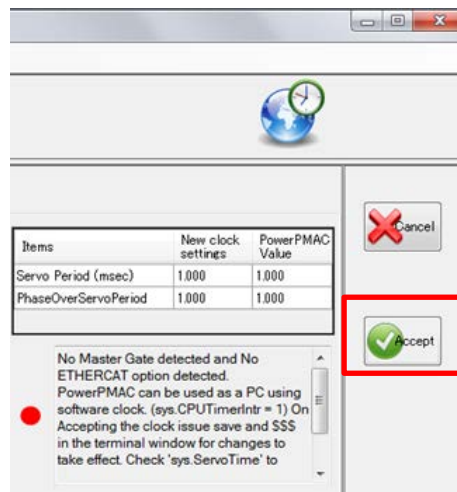 Cancel
Items New clock settings PowerPMAC Value
Servo Period (msec) 1.000 1.000
PhaseOverServoPeriod 1.000 1.000
Accept
No Master Gate detected and No
ETHERCAT option detected.
PowerPMAC can be used as a PC using
software clock. (sys.CPUTimerIntr = 1) On
Accepting the clock issue save and $$$
in the terminal window for changes to
take effect. Check 'sys.ServoTime' to